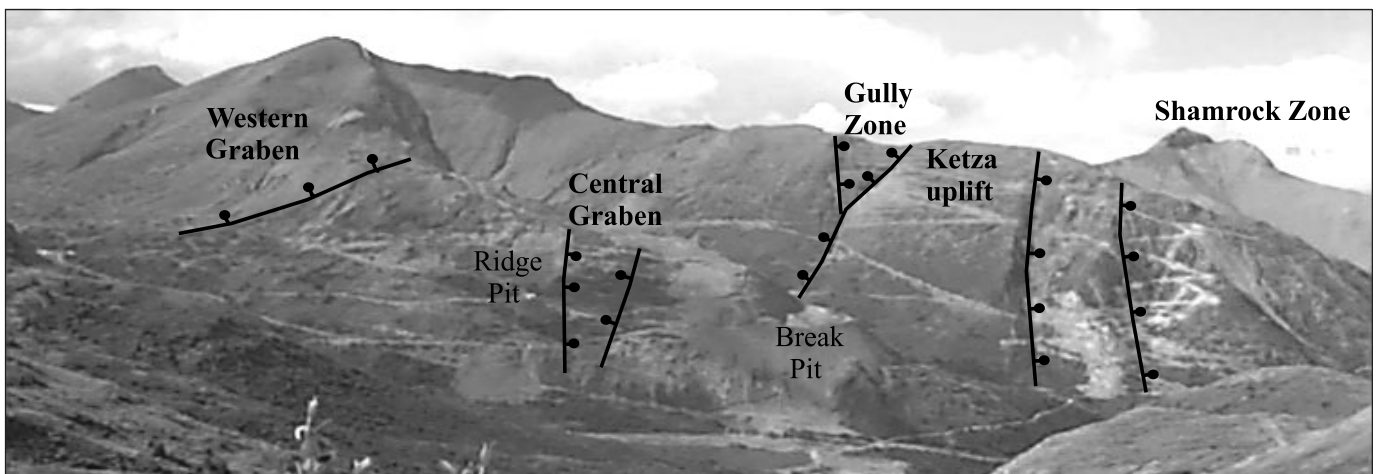 Western
Graben
Central
Graben
Ridge
Pit
Gully
Zone
Break
Pit
Ketza
uplift
Shamrock Zone